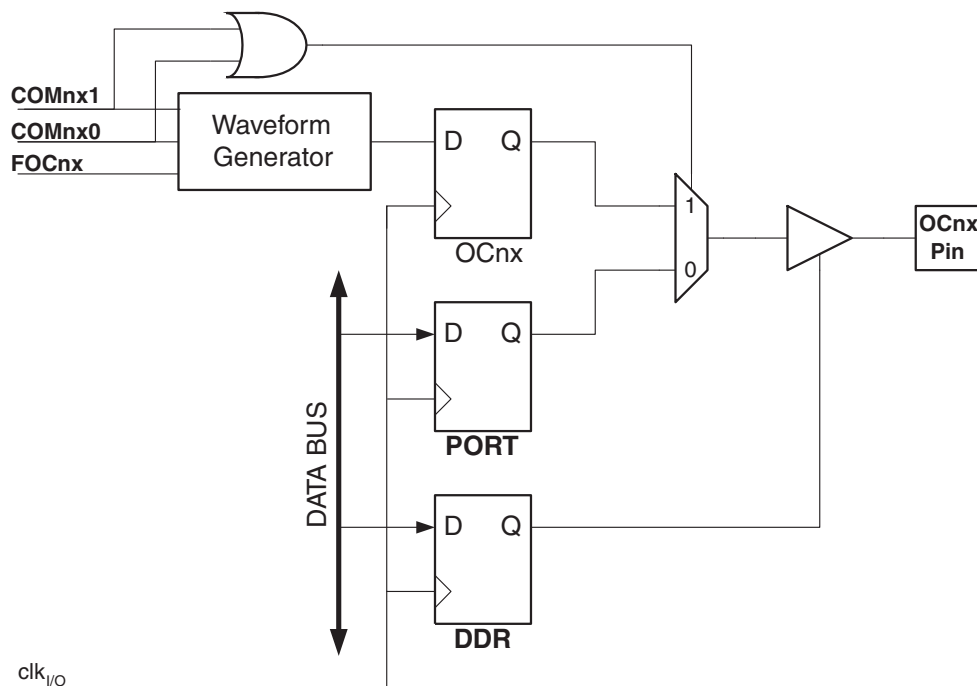 COMnx1
COMnx0
FOCnx
Waveform
Generator
D Q
OCnx
1
0
OCnx
Pin
D Q
PORT
DATA BUS
D Q
DDR
clkI/O